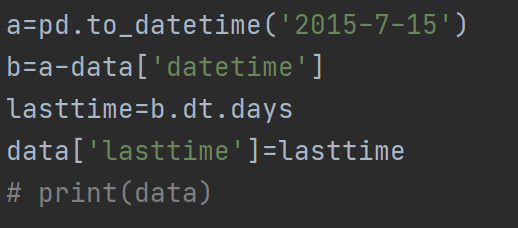 a=pd.to_datetime('2015-7-15')
b=a-data['datetime']
lasttime=b.dt.days
data['lasttime']=lasttime
# print(data)